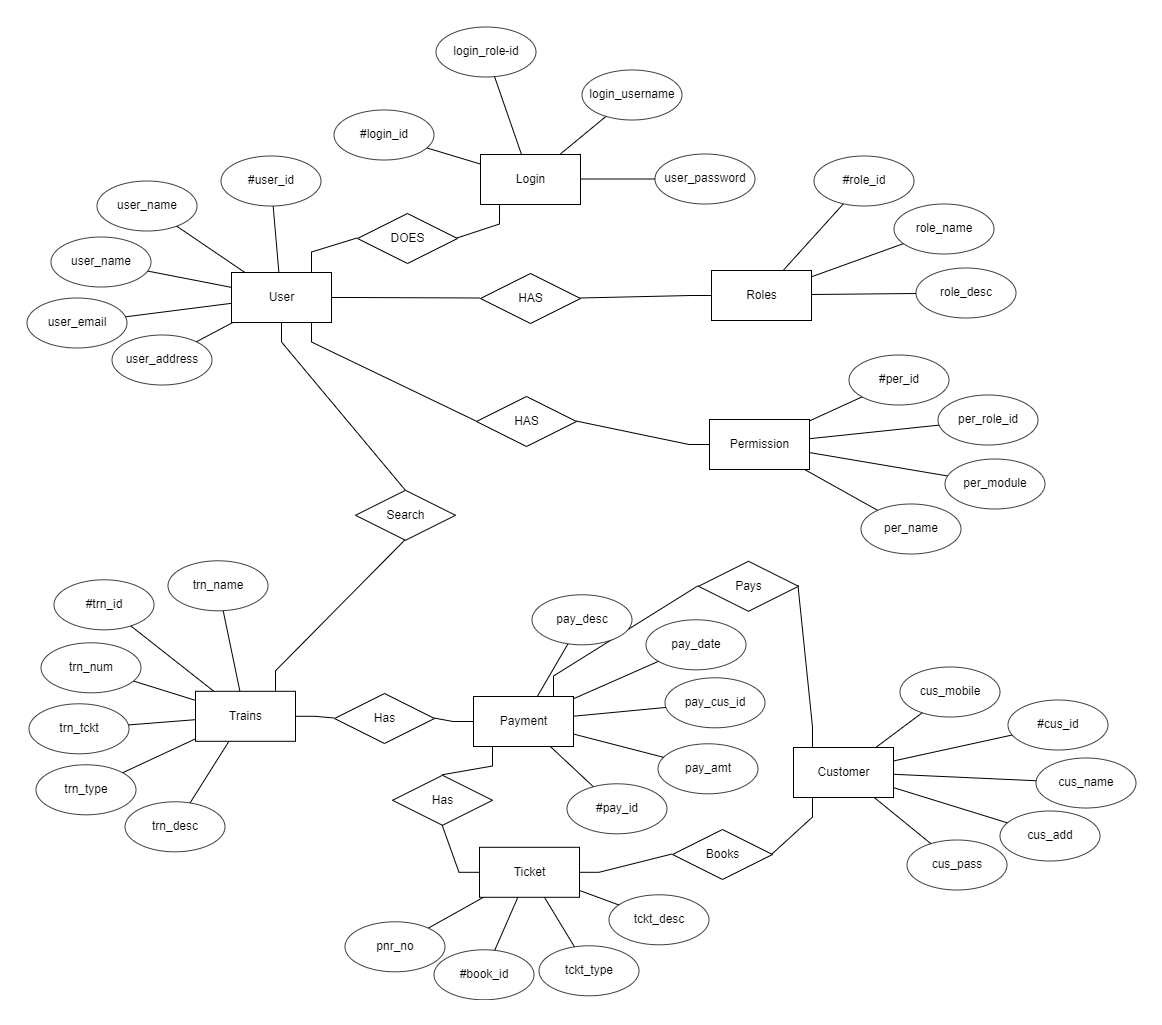 login_role-id
login_username
#login_id
Login
user_password
#user_id
#role_id
user_name
role_name
DOES
user_name
User
HAS
Roles
role_desc
user_email
user_address
#per_id
HAS
per_role_id
Permission
per_module
Search
per_name
trn_name
Pays
#trn_id
pay_desc
pay_date
trn_num
cus_mobile
pay_cus_id
Trains
Has
Payment
#cus_id
trn_tckt
pay_amt
Customer
cus_name
trn_type
Has
#pay_id
trn_desc
cus_add
Books
cus_pass
Ticket
tckt_desc
pnr_no
#book_id
tckt_type